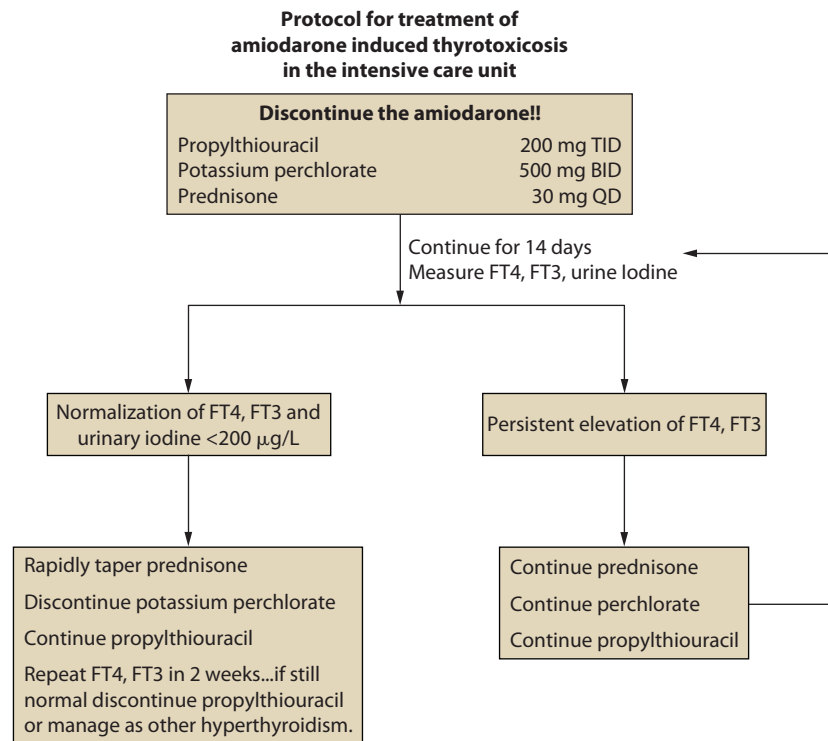 Protocol for treatment of
amiodarone induced thyrotoxicosis
in the intensive care unit
Discontinue the amiodarone!!
Propylthiouracil 200 mg TID
Potassium perchlorate 500 mg BID
Prednisone 30 mg QD
Continue for 14 days
Measure FT4, FT3, urine Iodine
Normalization of FT4, FT3 and
urinary iodine <200 μg/L
Persistent elevation of FT4, FT3
Rapidly taper prednisone
Discontinue potassium perchlorate
Continue propylthiouracil
Repeat FT4, FT3 in 2 weeks...if still
normal discontinue propylthiouracil
or manage as other hyperthyroidism.
Continue prednisone
Continue perchlorate
Continue propylthiouracil